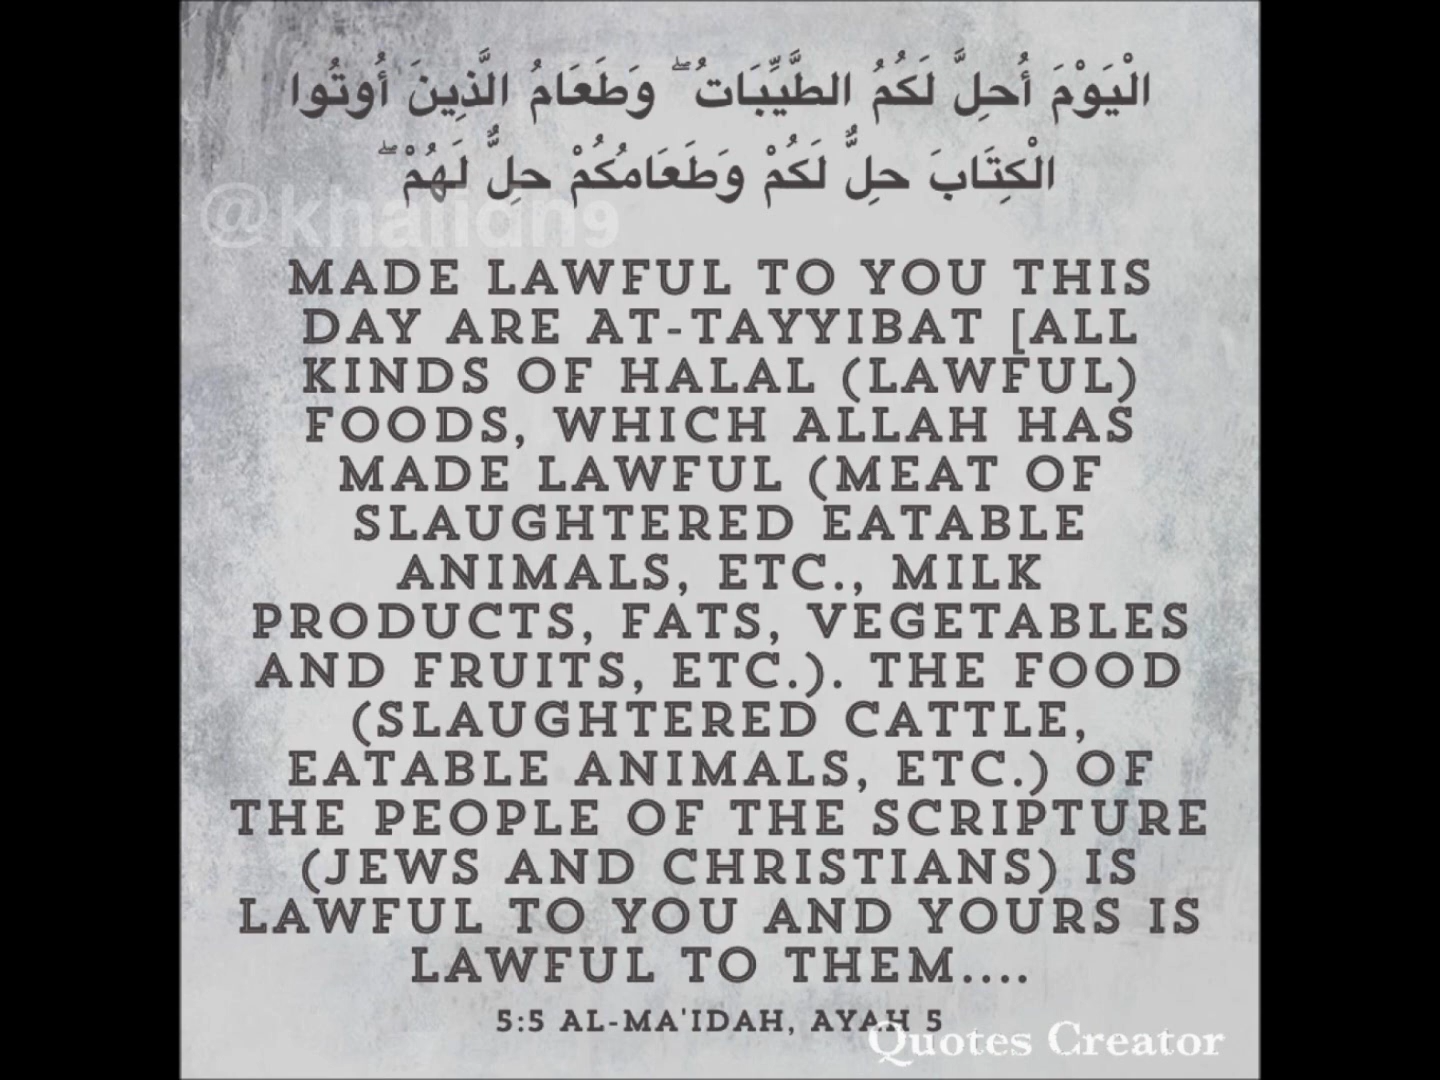 الْيَوْمَ أُحِلَّ لَكُمُ الطَّيِّبَاتُ ۖ وَطَعَامُ الَّذِينَ أُوتُوا
الْكِتَابَ حِلٌّ لَكُمْ وَطَعَامُكُمْ حِلٌّ لَهُمْ ۖ
@khalidn9
MADE LAWFUL TO YOU THIS
DAY ARE AT-TAYYIBAT [ALL
KINDS OF HALAL (LAWFUL)
FOODS, WHICH ALLAH HAS
MADE LAWFUL (MEAT OF
SLAUGHTERED EATABLE
ANIMALS, ETC., MILK
PRODUCTS, FATS, VEGETABLES
AND FRUITS, ETC.). THE FOOD
(SLAUGHTERED CATTLE,
EATABLE ANIMALS, ETC.) OF
THE PEOPLE OF THE SCRIPTURE
(JEWS AND CHRISTIANS) IS
LAWFUL TO YOU AND YOURS IS
LAWFUL TO THEM....
5:5 AL-MA'IDAH, AYAH 5
Quotes Creator